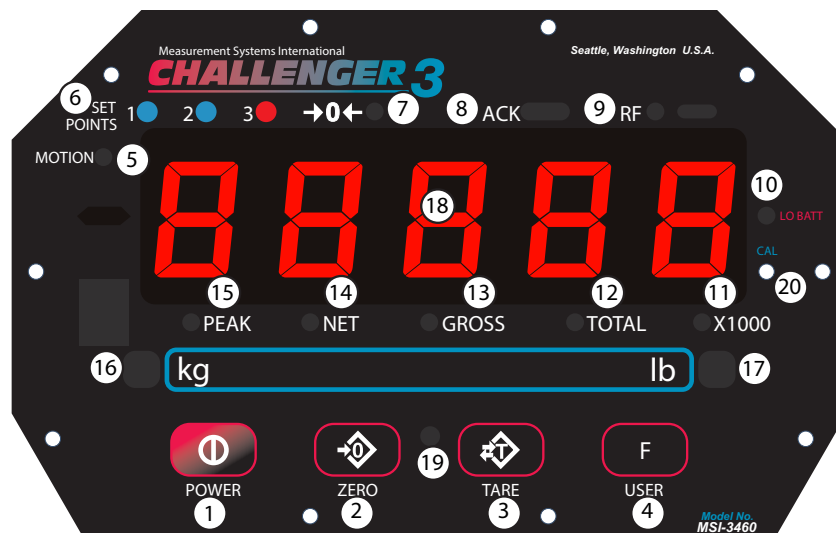 Measurement Systems International
Seattle, Washington U.S.A.
CHALLENGER 3
6 SET POINTS 1 2 3 →0← 7 8 ACK 9 RF
MOTION 5
10
LO BATT
18
88888
CAL
20
15 14 13 12 11
PEAK NET GROSS TOTAL X1000
16 kg lb 17
F
19
POWER ZERO TARE USER
1 2 3 4
Model No.
MSI-3460